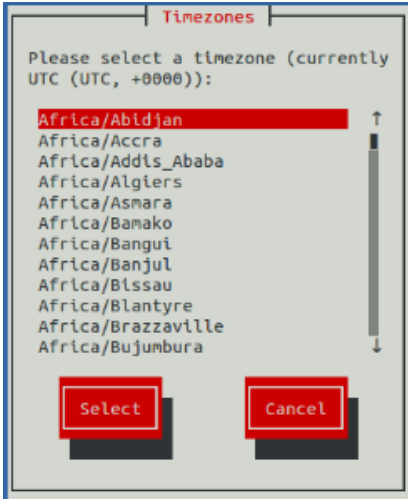 Timezones
Please select a timezone (currently
UTC (UTC, +0000)):
Africa/Abidjan
Africa/Accra
Africa/Addis_Ababa
Africa/Algiers
Africa/Asmara
Africa/Bamako
Africa/Bangui
Africa/Banjul
Africa/Bissau
Africa/Blantyre
Africa/Brazzaville
Africa/Bujumbura
Select Cancel